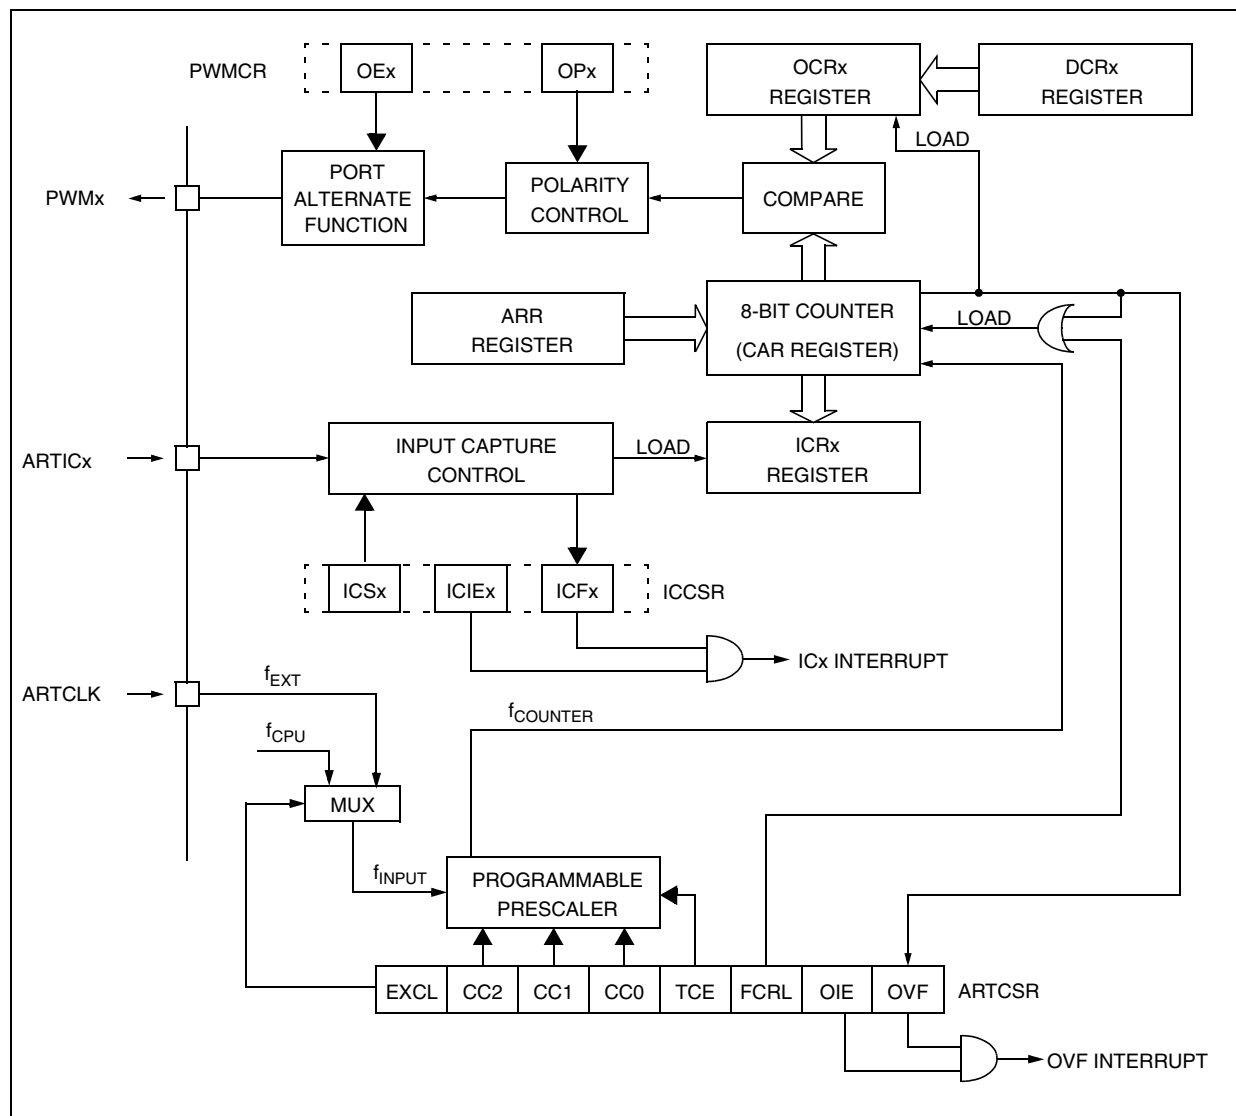 PWMCR
OEx
OPx
OCRx
REGISTER
DCRx
REGISTER
LOAD
PWMx
PORT
ALTERNATE
FUNCTION
POLARITY
CONTROL
COMPARE
ARR
REGISTER
8-BIT COUNTER
(CAR REGISTER)
LOAD
ARTICx
INPUT CAPTURE
CONTROL
LOAD
ICRx
REGISTER
ICSx
ICIEx
ICFx
ICCSR
ICx INTERRUPT
ARTCLK
fEXT
fCPU
fCOUNTER
MUX
fINPUT
PROGRAMMABLE
PRESCALER
EXCL
CC2
CC1
CC0
TCE
FCRL
OIE
OVF
ARTCSR
OVF INTERRUPT